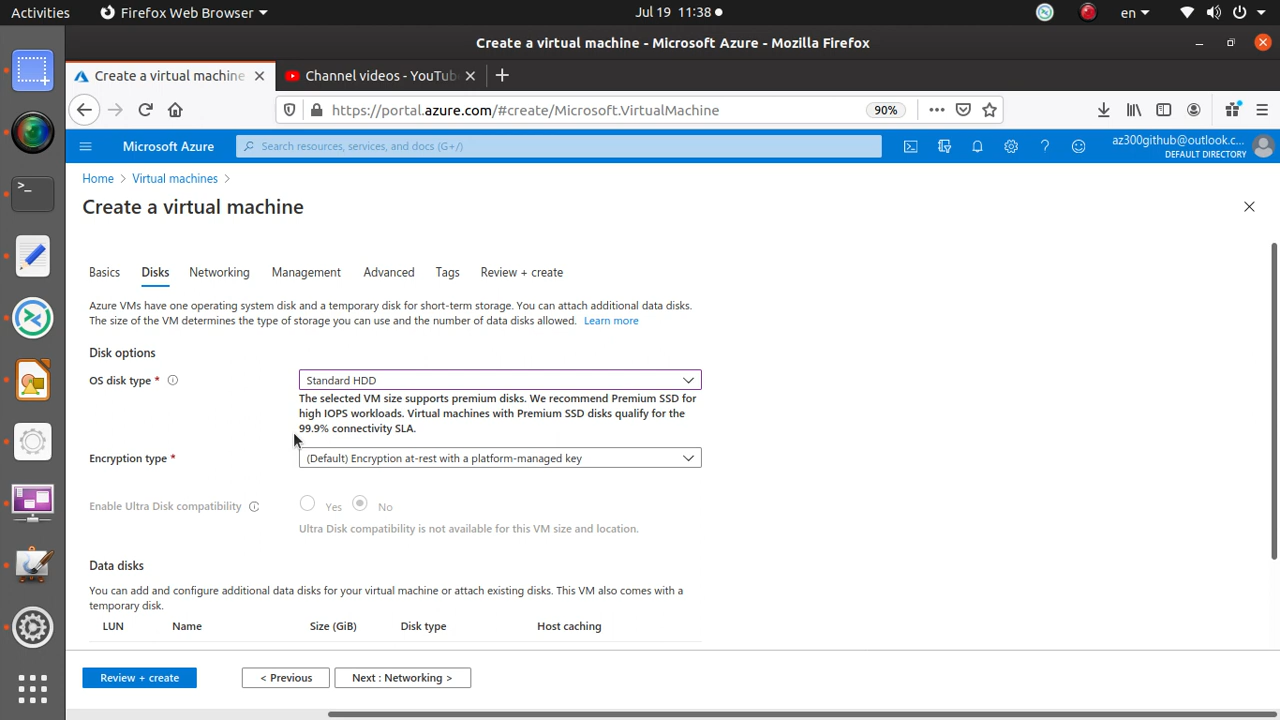 Activities
Firefox Web Browser
Jul 19 11:38
en
Create a virtual machine - Microsoft Azure - Mozilla Firefox
Create a virtual machine
Channel videos - YouTub
https://portal.azure.com/#create/Microsoft.VirtualMachine
90%
Microsoft Azure
Search resources, services, and docs (G+/)
az300github@outlook.c...
DEFAULT DIRECTORY
Home > Virtual machines >
Create a virtual machine
Basics Disks Networking Management Advanced Tags Review + create
Azure VMs have one operating system disk and a temporary disk for short-term storage. You can attach additional data disks.
The size of the VM determines the type of storage you can use and the number of data disks allowed. Learn more
Disk options
OS disk type *
Standard HDD
The selected VM size supports premium disks. We recommend Premium SSD for
high IOPS workloads. Virtual machines with Premium SSD disks qualify for the
99.9% connectivity SLA.
Encryption type *
(Default) Encryption at-rest with a platform-managed key
Enable Ultra Disk compatibility
Yes No
Ultra Disk compatibility is not available for this VM size and location.
Data disks
You can add and configure additional data disks for your virtual machine or attach existing disks. This VM also comes with a
temporary disk.
LUN Name Size (GiB) Disk type Host caching
Review + create
< Previous
Next : Networking >